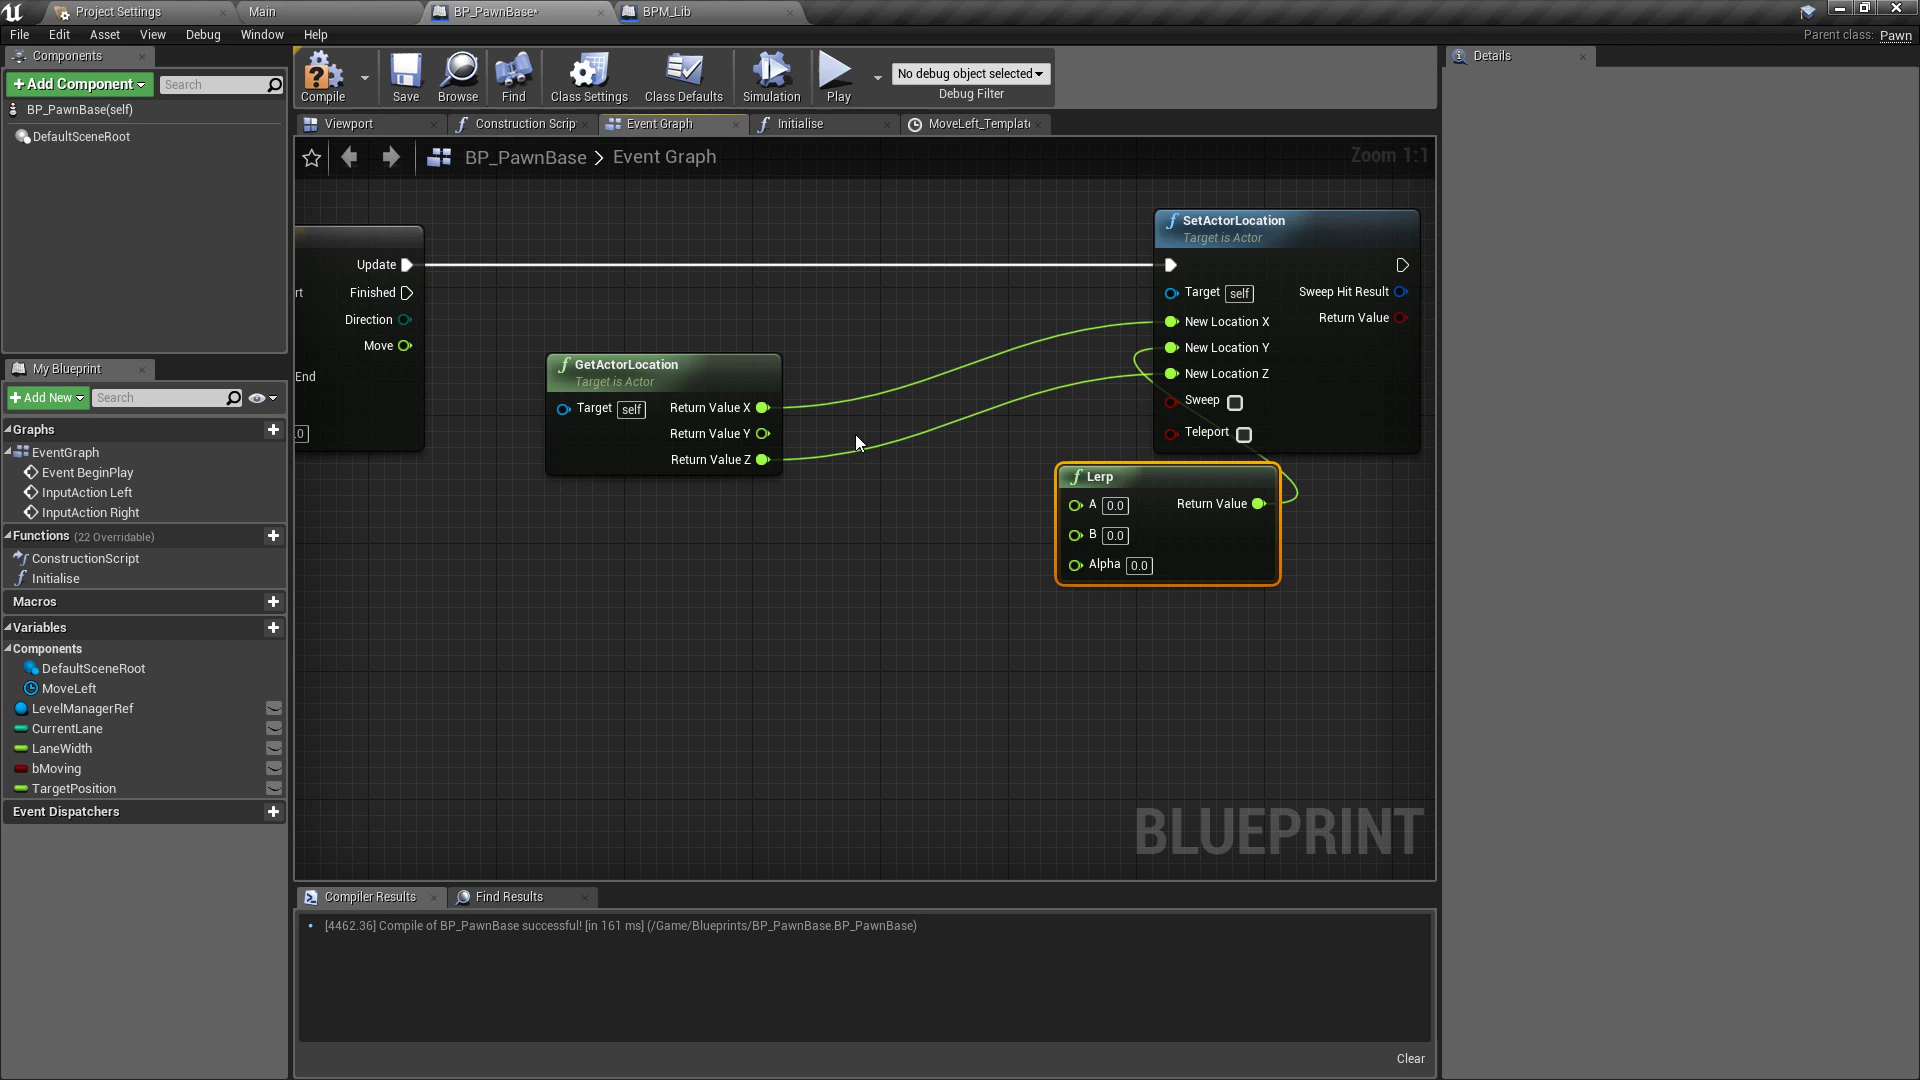 Project Settings
Main
BP_PawnBase*
BPM_Lib
File Edit Asset View Debug Window Help
Parent class: Pawn
Components
+ Add Component
Search
BP_PawnBase(self)
DefaultSceneRoot
Compile
Save
Browse
Find
Class Settings
Class Defaults
Simulation
Play
No debug object selected
Debug Filter
Details
Viewport
Construction Scrip
Event Graph
Initialise
MoveLeft_Templat
BP_PawnBase > Event Graph
Zoom 1:1
Update
Finished
rt
Direction
Move
End
.0
GetActorLocation
Target is Actor
Target self
Return Value X
Return Value Y
Return Value Z
SetActorLocation
Target is Actor
Target self
Sweep Hit Result
New Location X
Return Value
New Location Y
New Location Z
Sweep
Teleport
Lerp
A 0.0
Return Value
B 0.0
Alpha 0.0
BLUEPRINT
My Blueprint
+ Add New
Search
Graphs
EventGraph
Event BeginPlay
InputAction Left
InputAction Right
Functions (22 Overridable)
ConstructionScript
Initialise
Macros
Variables
Components
DefaultSceneRoot
MoveLeft
LevelManagerRef
CurrentLane
LaneWidth
bMoving
TargetPosition
Event Dispatchers
Compiler Results
Find Results
[4462.36] Compile of BP_PawnBase successful! [in 161 ms] (/Game/Blueprints/BP_PawnBase.BP_PawnBase)
Clear